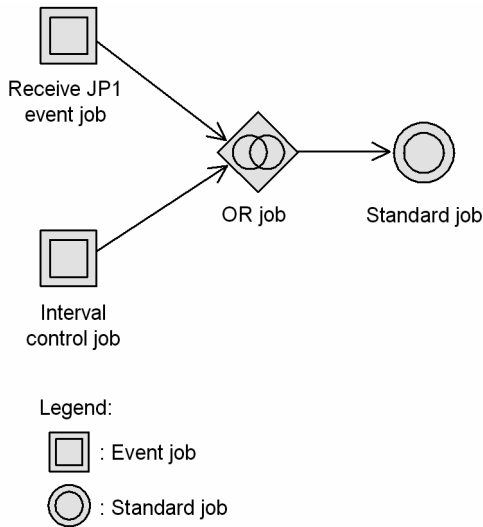 Receive JP1
event job
OR job
Standard job
Interval
control job
Legend:
: Event job
: Standard job